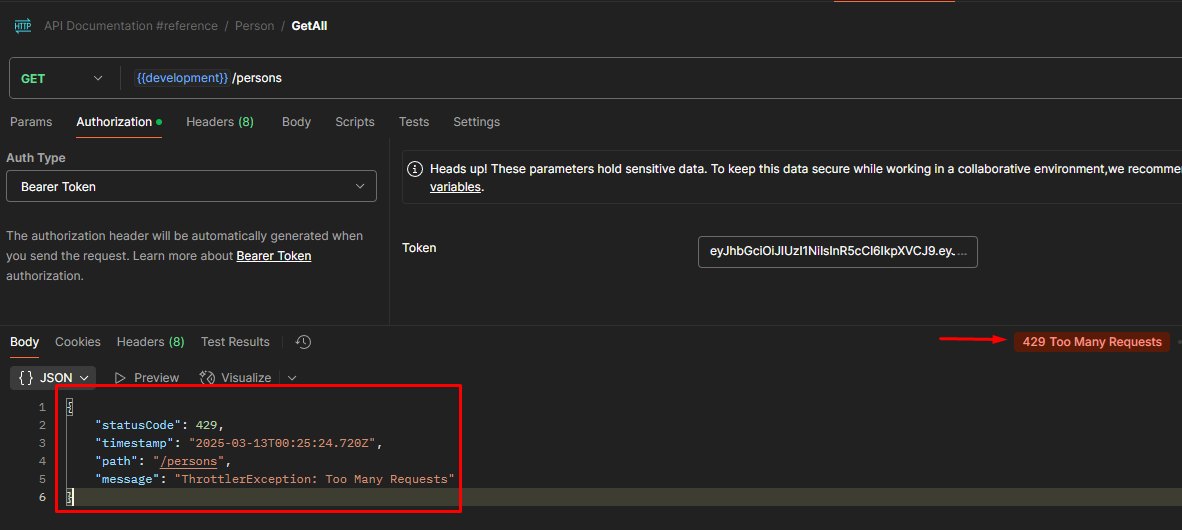 HTTP API Documentation #reference / Person / GetAll
GET {{development}} /persons
Params Authorization Headers (8) Body Scripts Tests Settings
Auth Type
Bearer Token
The authorization header will be automatically generated when
you send the request. Learn more about Bearer Token
authorization.
Heads up! These parameters hold sensitive data. To keep this data secure while working in a collaborative environment,we recomme
variables.
Token eyJhbGciOiJIUzI1NiIsInR5cCI6IkpXVCJ9.eyJ...
Body Cookies Headers (8) Test Results 429 Too Many Requests
{} JSON Preview Visualize
1 {
2 "statusCode": 429,
3 "timestamp": "2025-03-13T00:25:24.720Z",
4 "path": "/persons",
5 "message": "ThrottlerException: Too Many Requests"
6 }